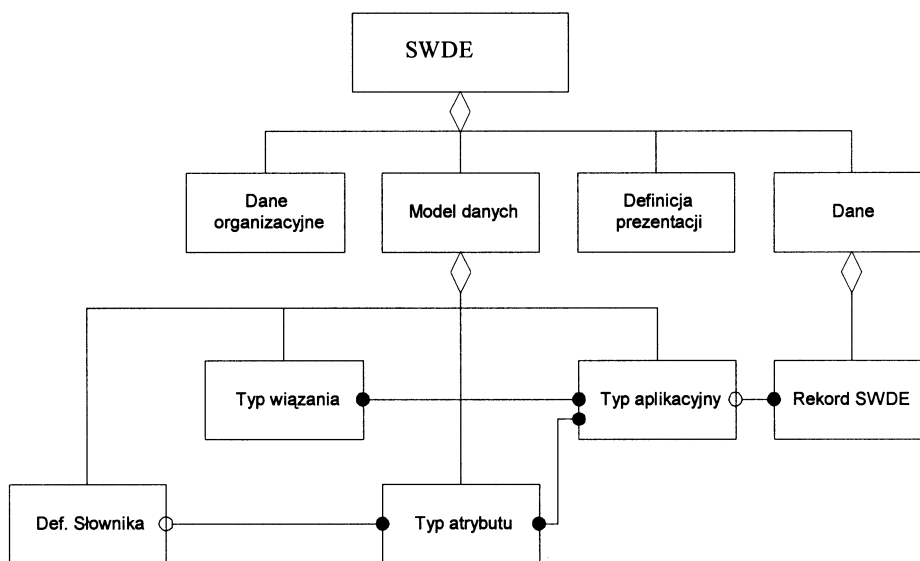 SWDE
Dane
organizacyjne
Model danych
Definicja
prezentacji
Dane
Typ wiązania
Typ aplikacyjny
Rekord SWDE
Def. Słownika
Typ atrybutu